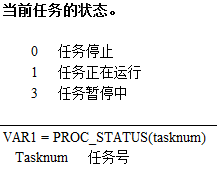 当前任务的状态。
0 任务停止
1 任务正在运行
3 任务暂停中
VAR1 = PROC_STATUS(tasknum)
Tasknum 任务号